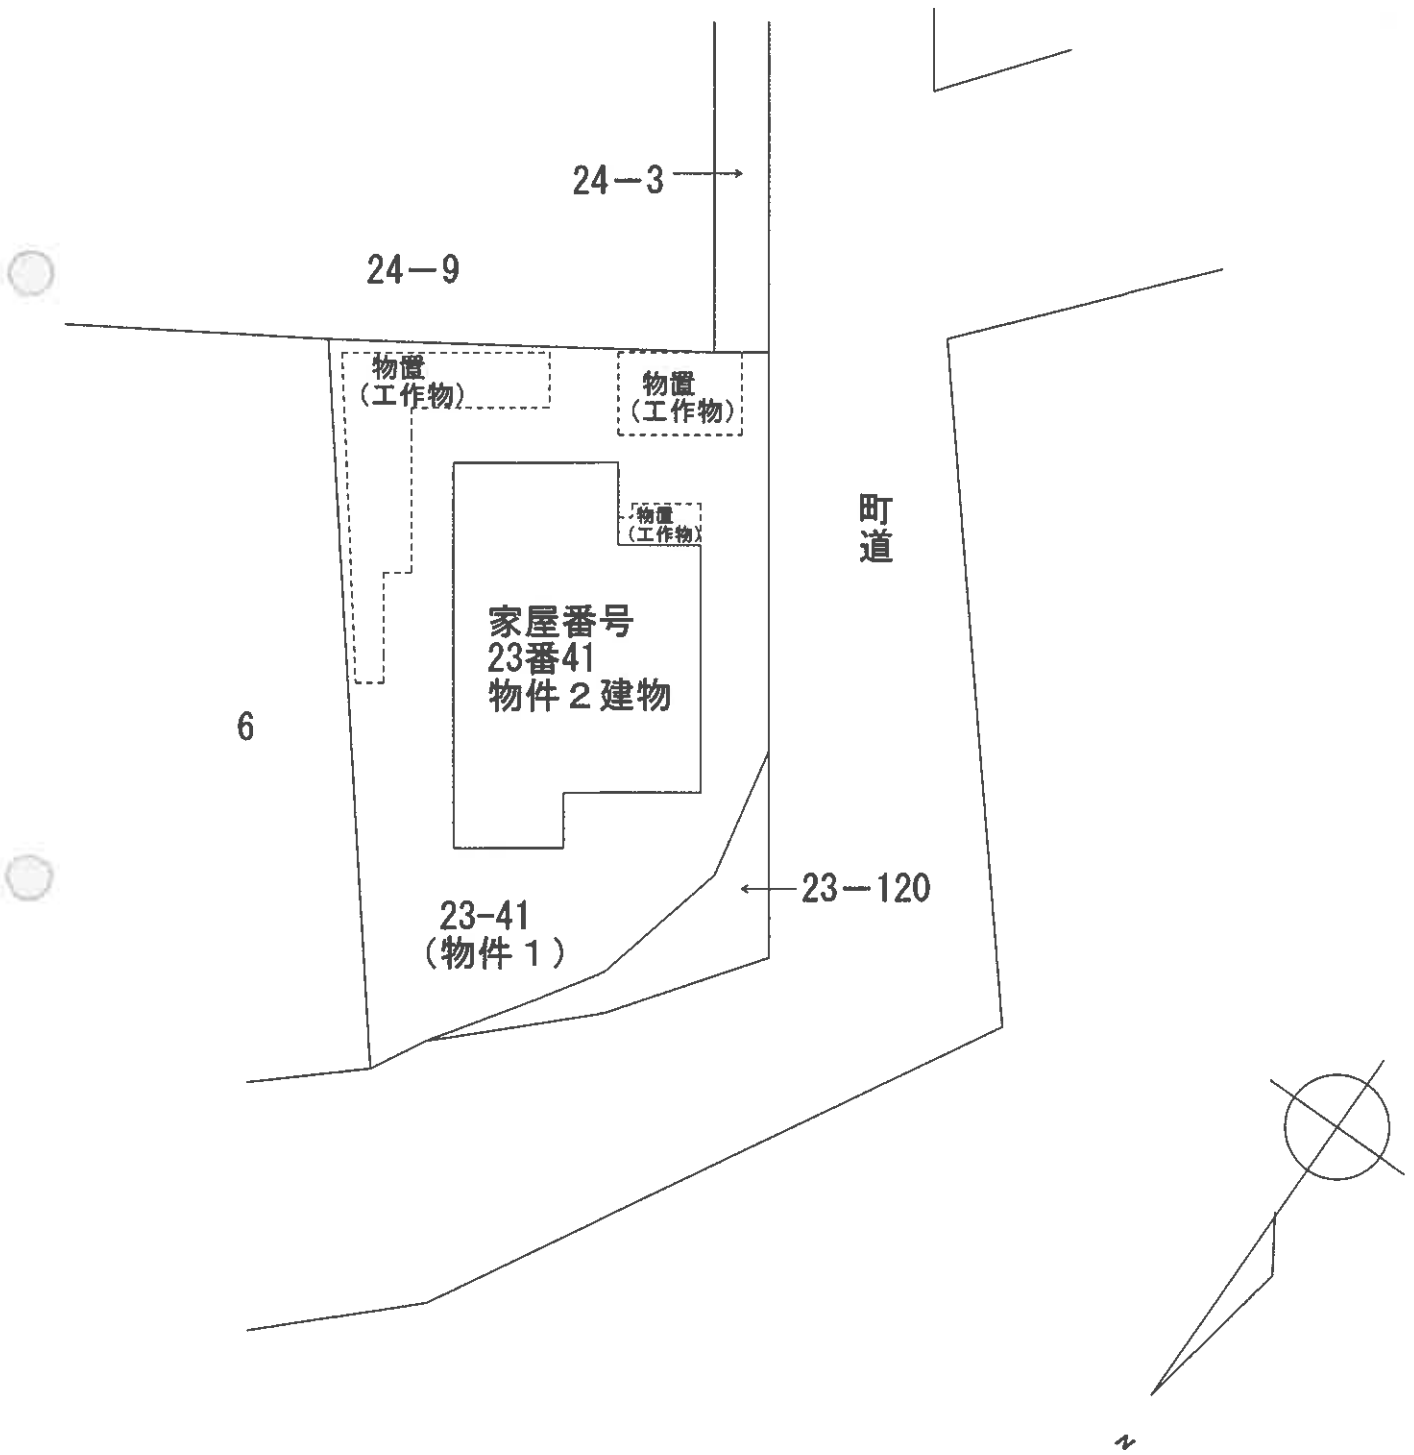 24-3
24-9
物置
(工作物)
物置
(工作物)
物置
(工作物)
町道
家屋番号
23番41
物件2建物
6
23-120
23-41
(物件1)
N